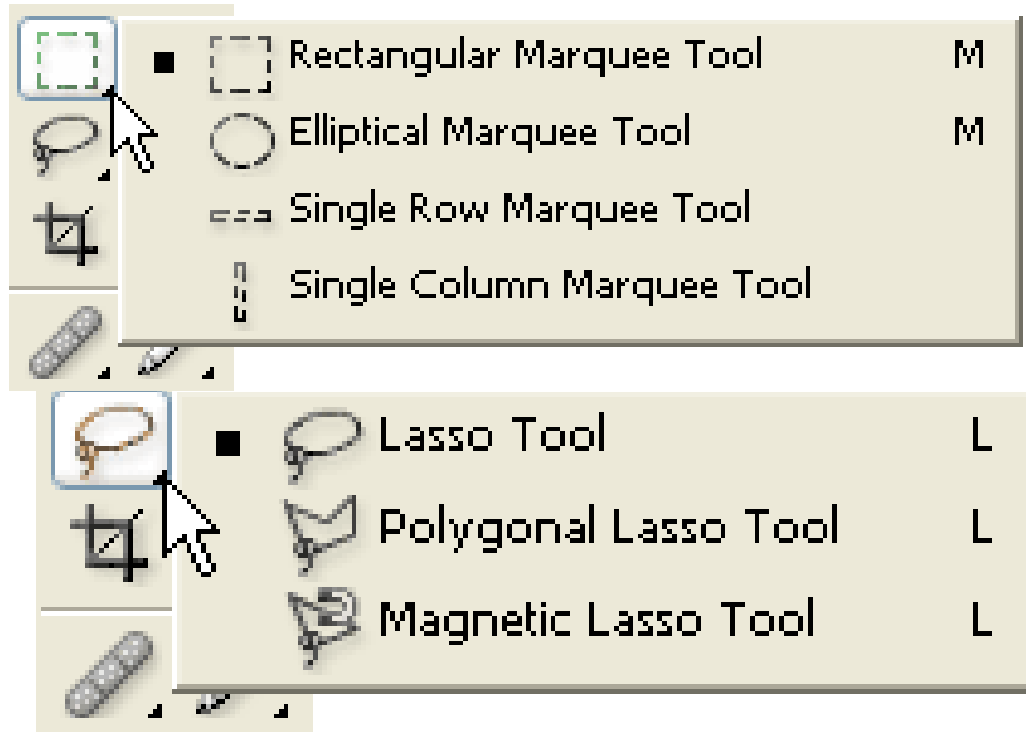 Rectangular Marquee Tool M
Elliptical Marquee Tool M
Single Row Marquee Tool
Single Column Marquee Tool
Lasso Tool L
Polygonal Lasso Tool L
Magnetic Lasso Tool L